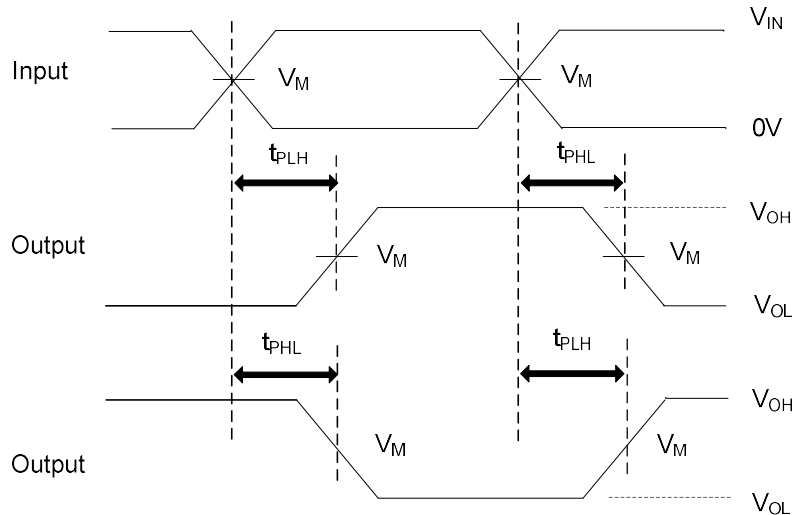 V_IN
Input V_M V_M
0V
t_PLH t_PHL
V_OH
Output V_M V_M
V_OL
t_PHL t_PLH
V_OH
Output V_M V_M
V_OL